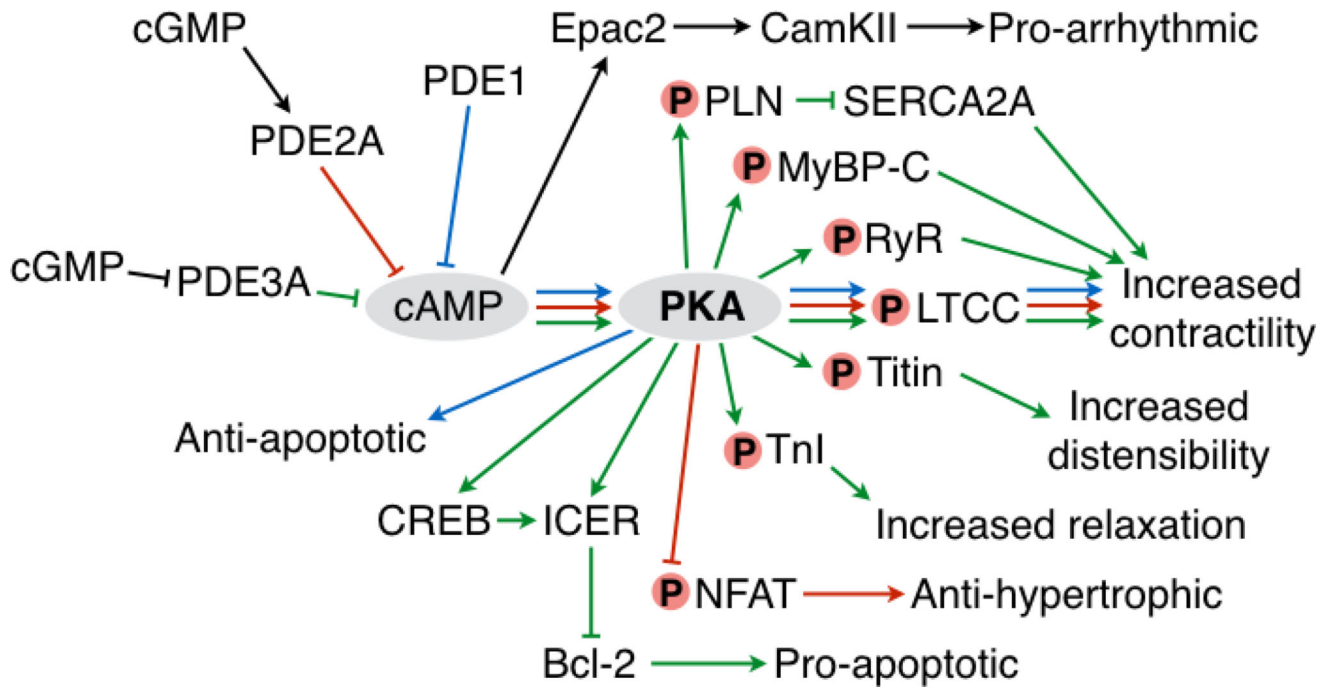 cGMP
Epac2
CamKII
Pro-arrhythmic
PDE1
P PLN
SERCA2A
PDE2A
P MyBP-C
P RyR
cGMP
PDE3A
cAMP
PKA
P LTCC
Increased
contractility
P Titin
Increased
distensibility
Anti-apoptotic
P TnI
CREB
ICER
Increased relaxation
P NFAT
Anti-hypertrophic
Bcl-2
Pro-apoptotic